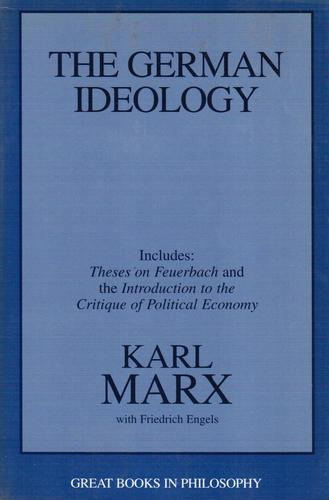 THE GERMAN
IDEOLOGY
Includes:
Theses on Feuerbach and
the Introduction to the
Critique of Political Economy
KARL
MARX
with Friedrich Engels
GREAT BOOKS IN PHILOSOPHY